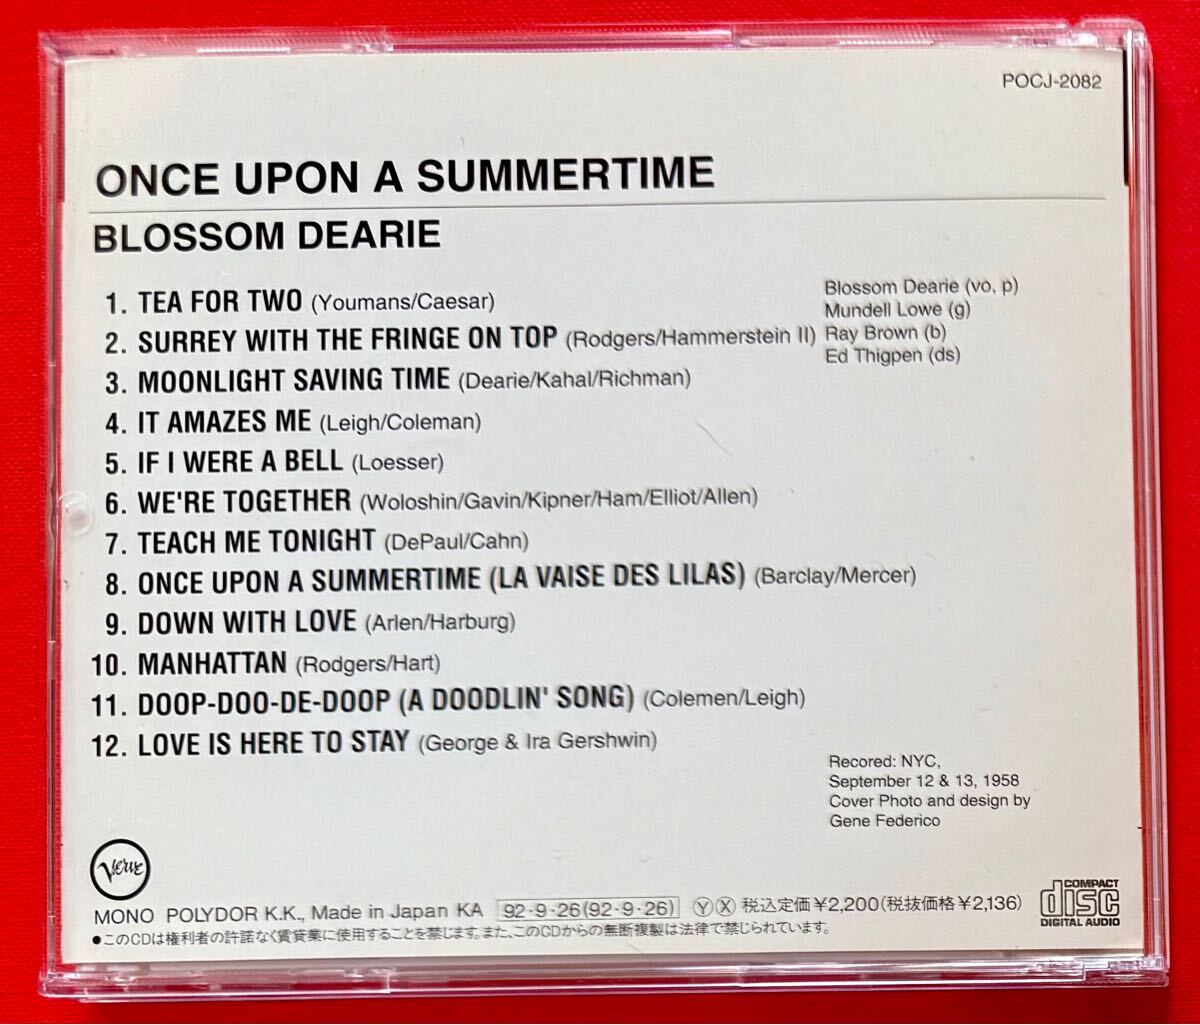 POCJ-2082
ONCE UPON A SUMMERTIME
BLOSSOM DEARIE
1. TEA FOR TWO (Youmans/Caesar)
2. SURREY WITH THE FRINGE ON TOP (Rodgers/Hammerstein II)
3. MOONLIGHT SAVING TIME (Dearie/Kahal/Richman)
4. IT AMAZES ME (Leigh/Coleman)
5. IF I WERE A BELL (Loesser)
6. WE'RE TOGETHER (Woloshin/Gavin/Kipner/Ham/Elliot/Allen)
7. TEACH ME TONIGHT (DePaul/Cahn)
8. ONCE UPON A SUMMERTIME (LA VAISE DES LILAS) (Barclay/Mercer)
9. DOWN WITH LOVE (Arlen/Harburg)
10. MANHATTAN (Rodgers/Hart)
11. DOOP-DOO-DE-DOOP (A DOODLIN' SONG) (Colemen/Leigh)
12. LOVE IS HERE TO STAY (George & Ira Gershwin)
Blossom Dearie (vo, p)
Mundell Lowe (g)
Ray Brown (b)
Ed Thigpen (ds)
Recored: NYC,
September 12 & 13, 1958
Cover Photo and design by
Gene Federico
Verve
MONO POLYDOR K.K., Made in Japan KA 92・9・26(92・9・26) Ⓨ Ⓧ 税込定価¥2,200(税抜価格¥2,136)
●このCDは権利者の許諾なく賃貸業に使用することを禁じます。また、このCDからの無断複製は法律で禁じられています。
COMPACT
disc
DIGITAL AUDIO